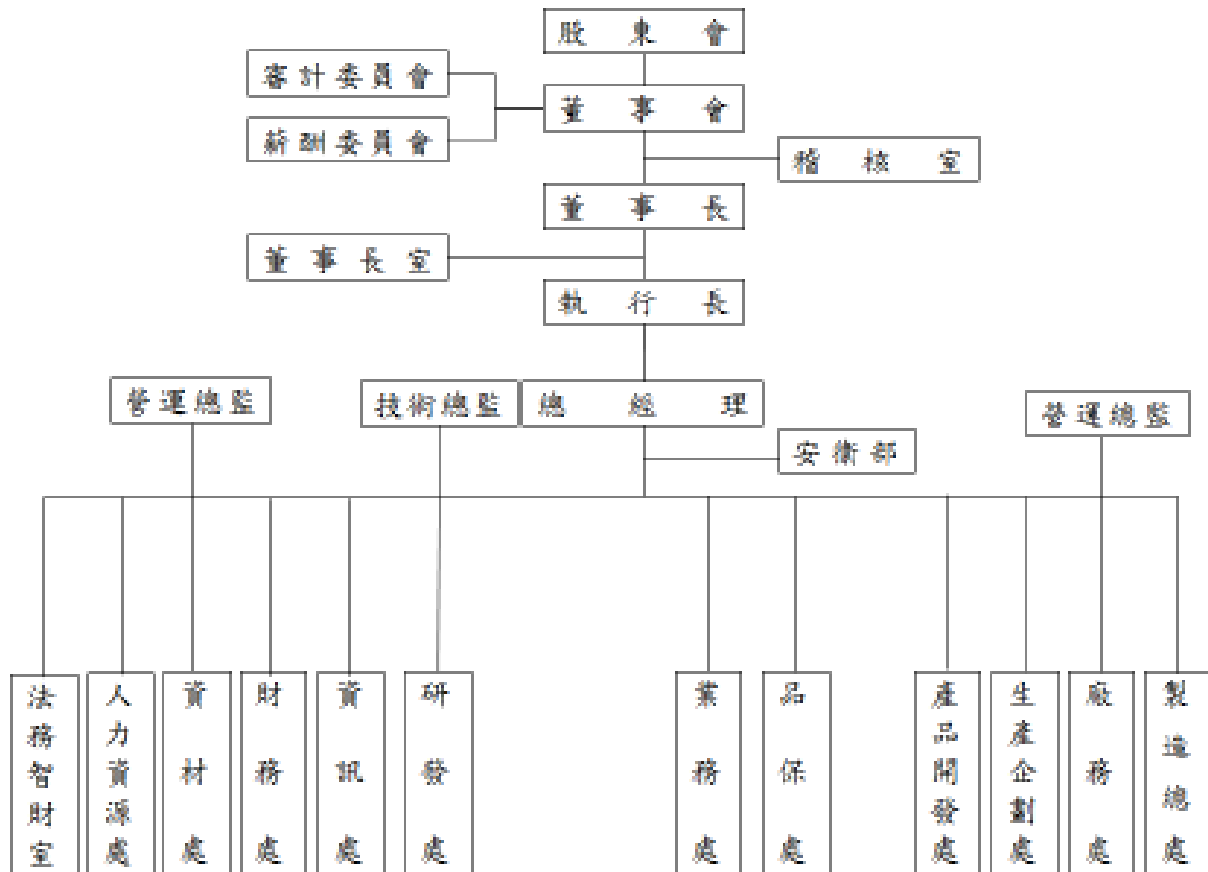 股東會
審計委員會
董事會
薪酬委員會
稽核室
董事長
董事長室
執行長
營運總監
技術總監
總經理
營運總監
安衛部
法務智財室
人力資源處
資材處
財務處
資訊處
研發處
業務處
品保處
產品開發處
生產企劃處
廠務處
製造總處